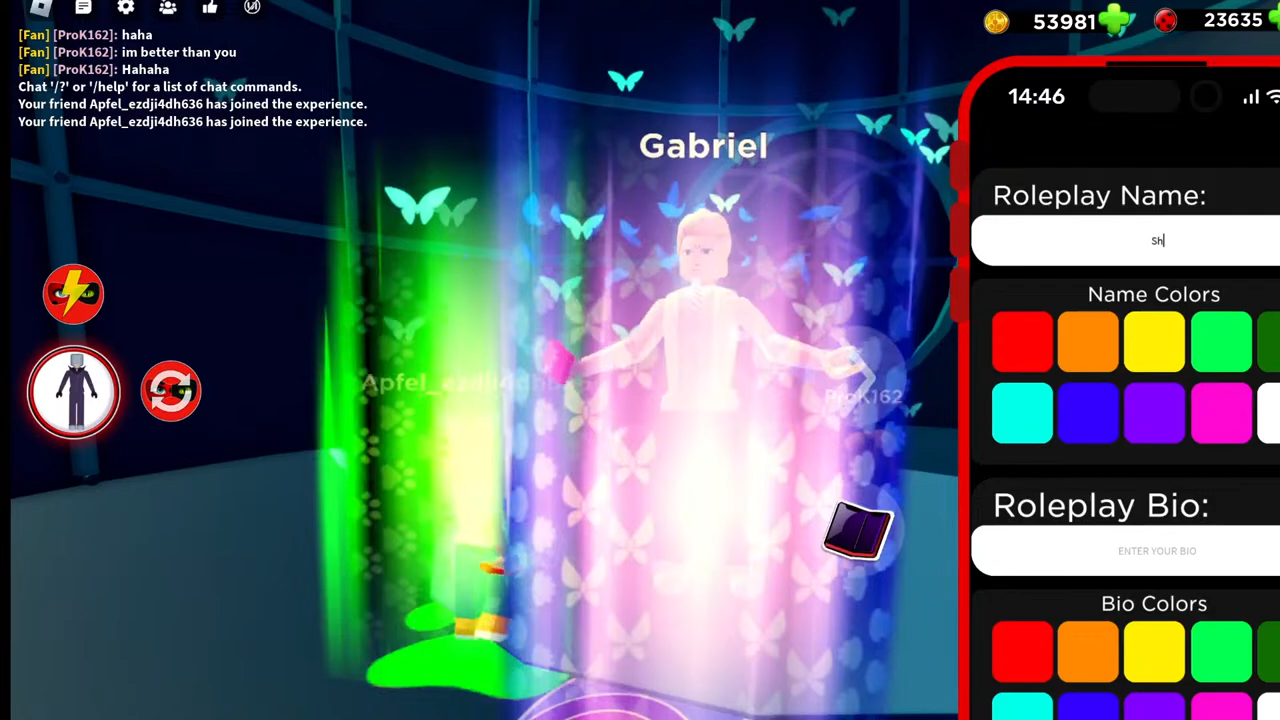 [Fan] [ProK162]: haha
[Fan] [ProK162]: im better than you
[Fan] [ProK162]: Hahaha
Chat '/?' or '/help' for a list of chat commands.
Your friend Apfel_ezdji4dh636 has joined the experience.
Your friend Apfel_ezdji4dh636 has joined the experience.
53981
23635
14:46
Gabriel
Roleplay Name:
Sh
Name Colors
ProK162
Roleplay Bio:
ENTER YOUR BIO
Bio Colors